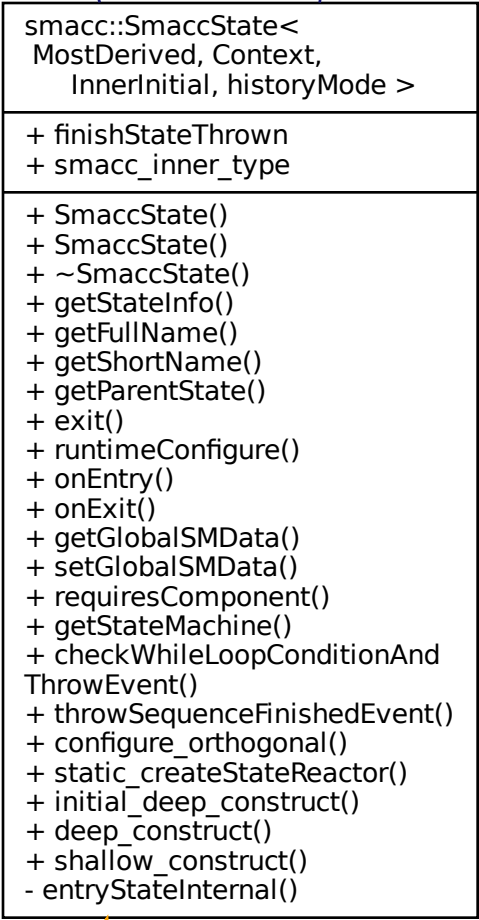 smacc::SmaccState<
MostDerived, Context,
InnerInitial, historyMode >
+ finishStateThrown
+ smacc_inner_type
+ SmaccState()
+ SmaccState()
+ ~SmaccState()
+ getStateInfo()
+ getFullName()
+ getShortName()
+ getParentState()
+ exit()
+ runtimeConfigure()
+ onEntry()
+ onExit()
+ getGlobalSMData()
+ setGlobalSMData()
+ requiresComponent()
+ getStateMachine()
+ checkWhileLoopConditionAnd
ThrowEvent()
+ throwSequenceFinishedEvent()
+ configure_orthogonal()
+ static_createStateReactor()
+ initial_deep_construct()
+ deep_construct()
+ shallow_construct()
- entryStateInternal()